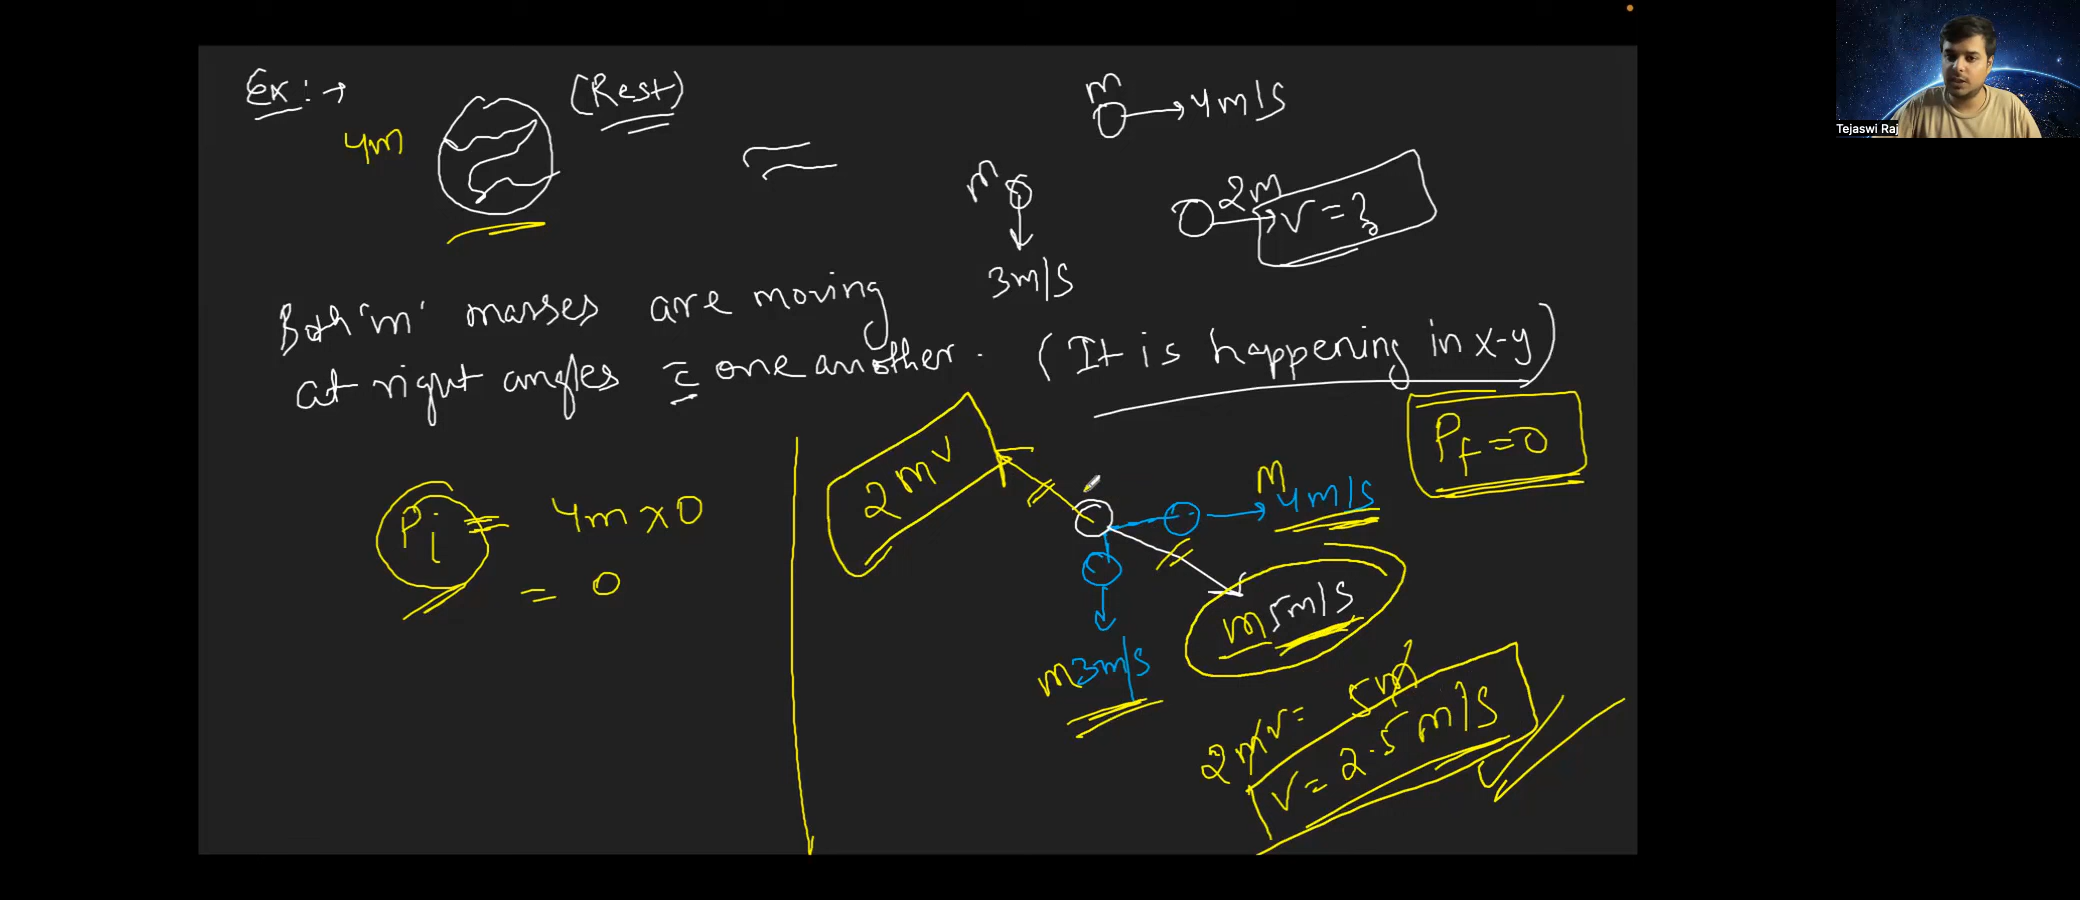 Ex:→
(Rest)
4m
m
→4m/s
m
3m/s
2m
v=?
Both 'm' masses are moving
at right angles c̄ one another. (It is happening in x-y)
Pi = 4m x 0
= 0
2mv
Pf = 0
m
4m/s
m 5m/s
m 3m/s
2mv = 5m
v = 2.5m/s
Tejaswi Raj